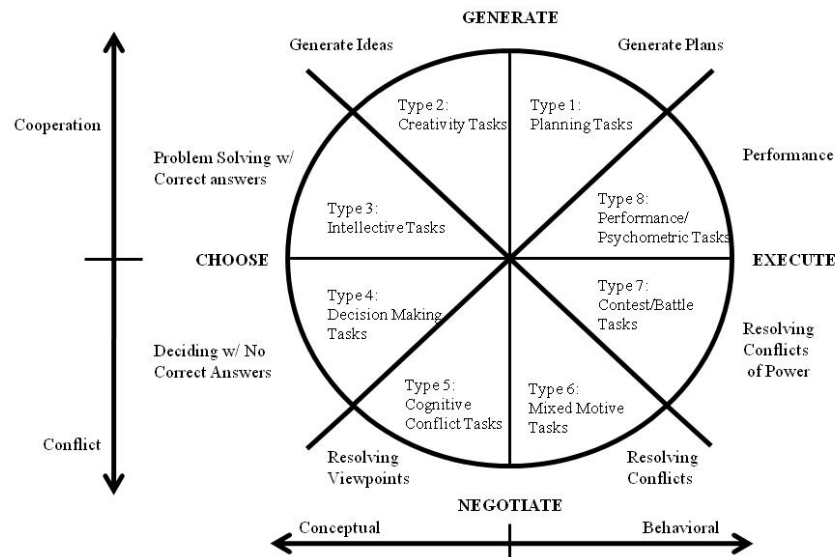 GENERATE
Generate Ideas
Generate Plans
Type 2:
Creativity Tasks
Type 1:
Planning Tasks
Cooperation
Problem Solving w/
Correct answers
Performance
Type 3:
Intellective Tasks
Type 8:
Performance/
Psychometric Tasks
CHOOSE
EXECUTE
Type 4:
Decision Making
Tasks
Type 7:
Contest/Battle
Tasks
Deciding w/ No
Correct Answers
Resolving
Conflicts
of Power
Type 5:
Cognitive
Conflict Tasks
Type 6:
Mixed Motive
Tasks
Conflict
Resolving
Viewpoints
Resolving
Conflicts
NEGOTIATE
Conceptual
Behavioral